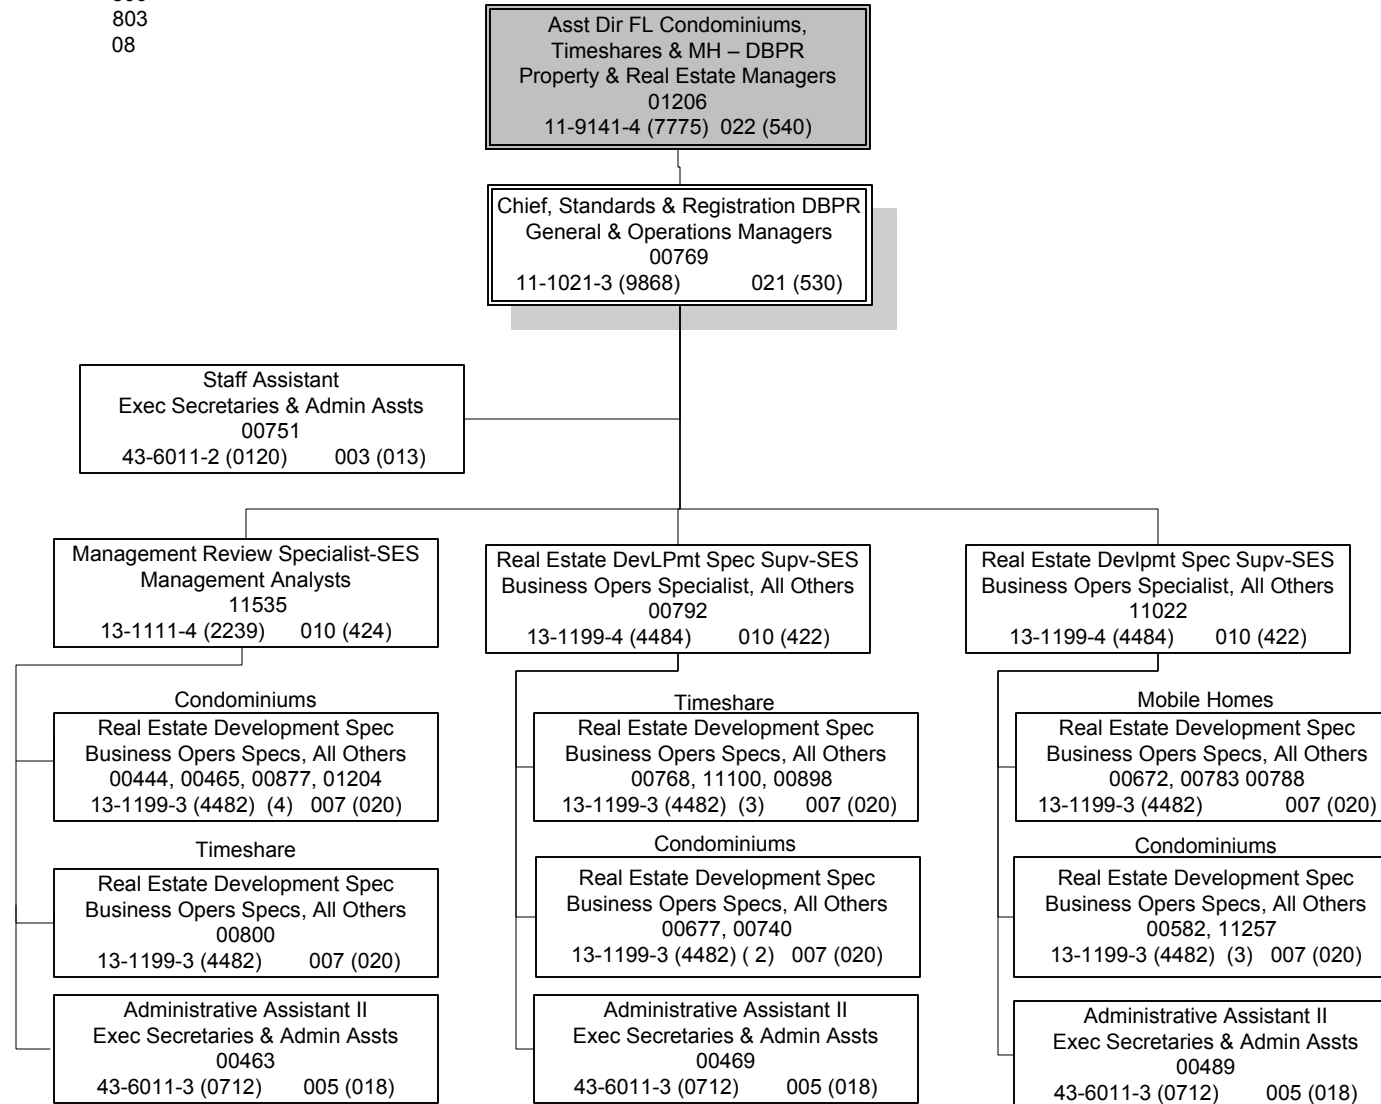 803
08
Asst Dir FL Condominiums,
Timeshares & MH – DBPR
Property & Real Estate Managers
01206
11-9141-4 (7775) 022 (540)
Chief, Standards & Registration DBPR
General & Operations Managers
00769
11-1021-3 (9868) 021 (530)
Staff Assistant
Exec Secretaries & Admin Assts
00751
43-6011-2 (0120) 003 (013)
Management Review Specialist-SES
Management Analysts
11535
13-1111-4 (2239) 010 (424)
Condominiums
Real Estate Development Spec
Business Opers Specs, All Others
00444, 00465, 00877, 01204
13-1199-3 (4482) (4) 007 (020)
Timeshare
Real Estate Development Spec
Business Opers Specs, All Others
00800
13-1199-3 (4482) 007 (020)
Administrative Assistant II
Exec Secretaries & Admin Assts
00463
43-6011-3 (0712) 005 (018)
Real Estate DevLPmt Spec Supv-SES
Business Opers Specialist, All Others
00792
13-1199-4 (4484) 010 (422)
Timeshare
Real Estate Development Spec
Business Opers Specs, All Others
00768, 11100, 00898
13-1199-3 (4482) (3) 007 (020)
Condominiums
Real Estate Development Spec
Business Opers Specs, All Others
00677, 00740
13-1199-3 (4482) ( 2) 007 (020)
Administrative Assistant II
Exec Secretaries & Admin Assts
00469
43-6011-3 (0712) 005 (018)
Real Estate Devlpmt Spec Supv-SES
Business Opers Specialist, All Others
11022
13-1199-4 (4484) 010 (422)
Mobile Homes
Real Estate Development Spec
Business Opers Specs, All Others
00672, 00783 00788
13-1199-3 (4482) 007 (020)
Condominiums
Real Estate Development Spec
Business Opers Specs, All Others
00582, 11257
13-1199-3 (4482) (3) 007 (020)
Administrative Assistant II
Exec Secretaries & Admin Assts
00489
43-6011-3 (0712) 005 (018)